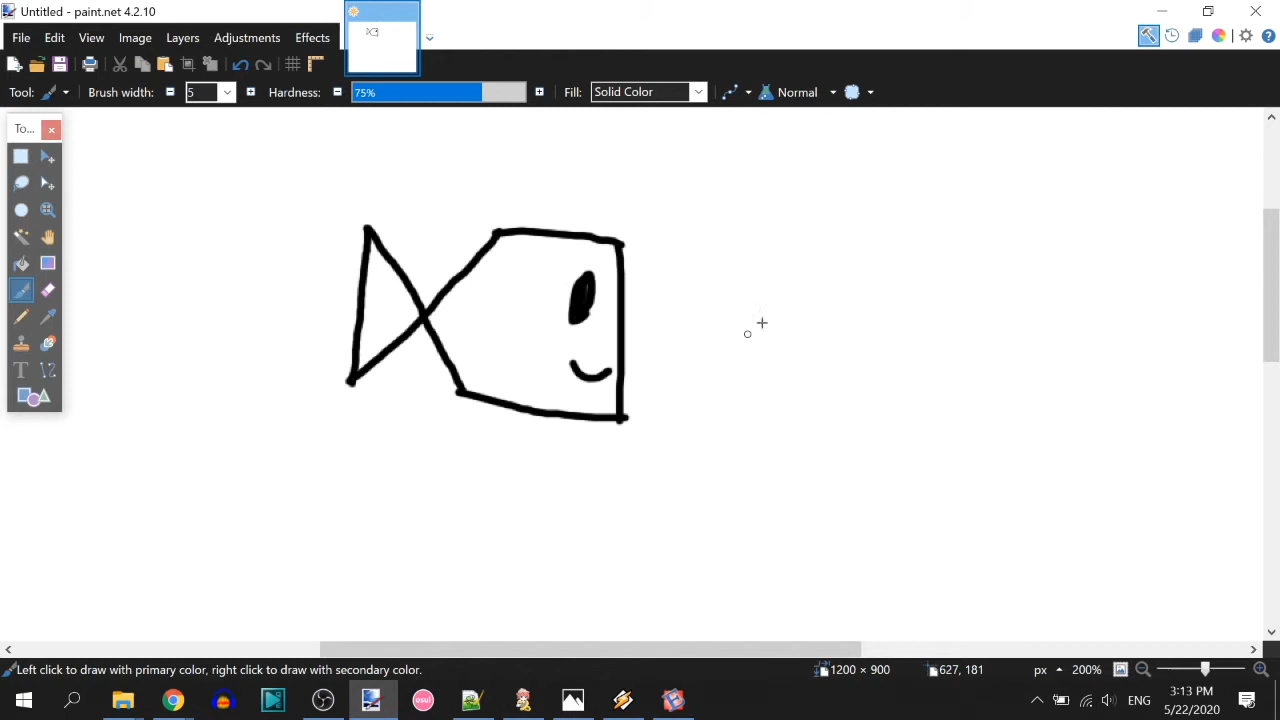 Untitled - paint.net 4.2.10
File Edit View Image Layers Adjustments Effects
Tool: Brush width: 5 Hardness: 75% Fill: Solid Color Normal
To...
T
Left click to draw with primary color, right click to draw with secondary color. 1200 × 900 627, 181 px 200%
osu! ENG 3:13 PM
5/22/2020